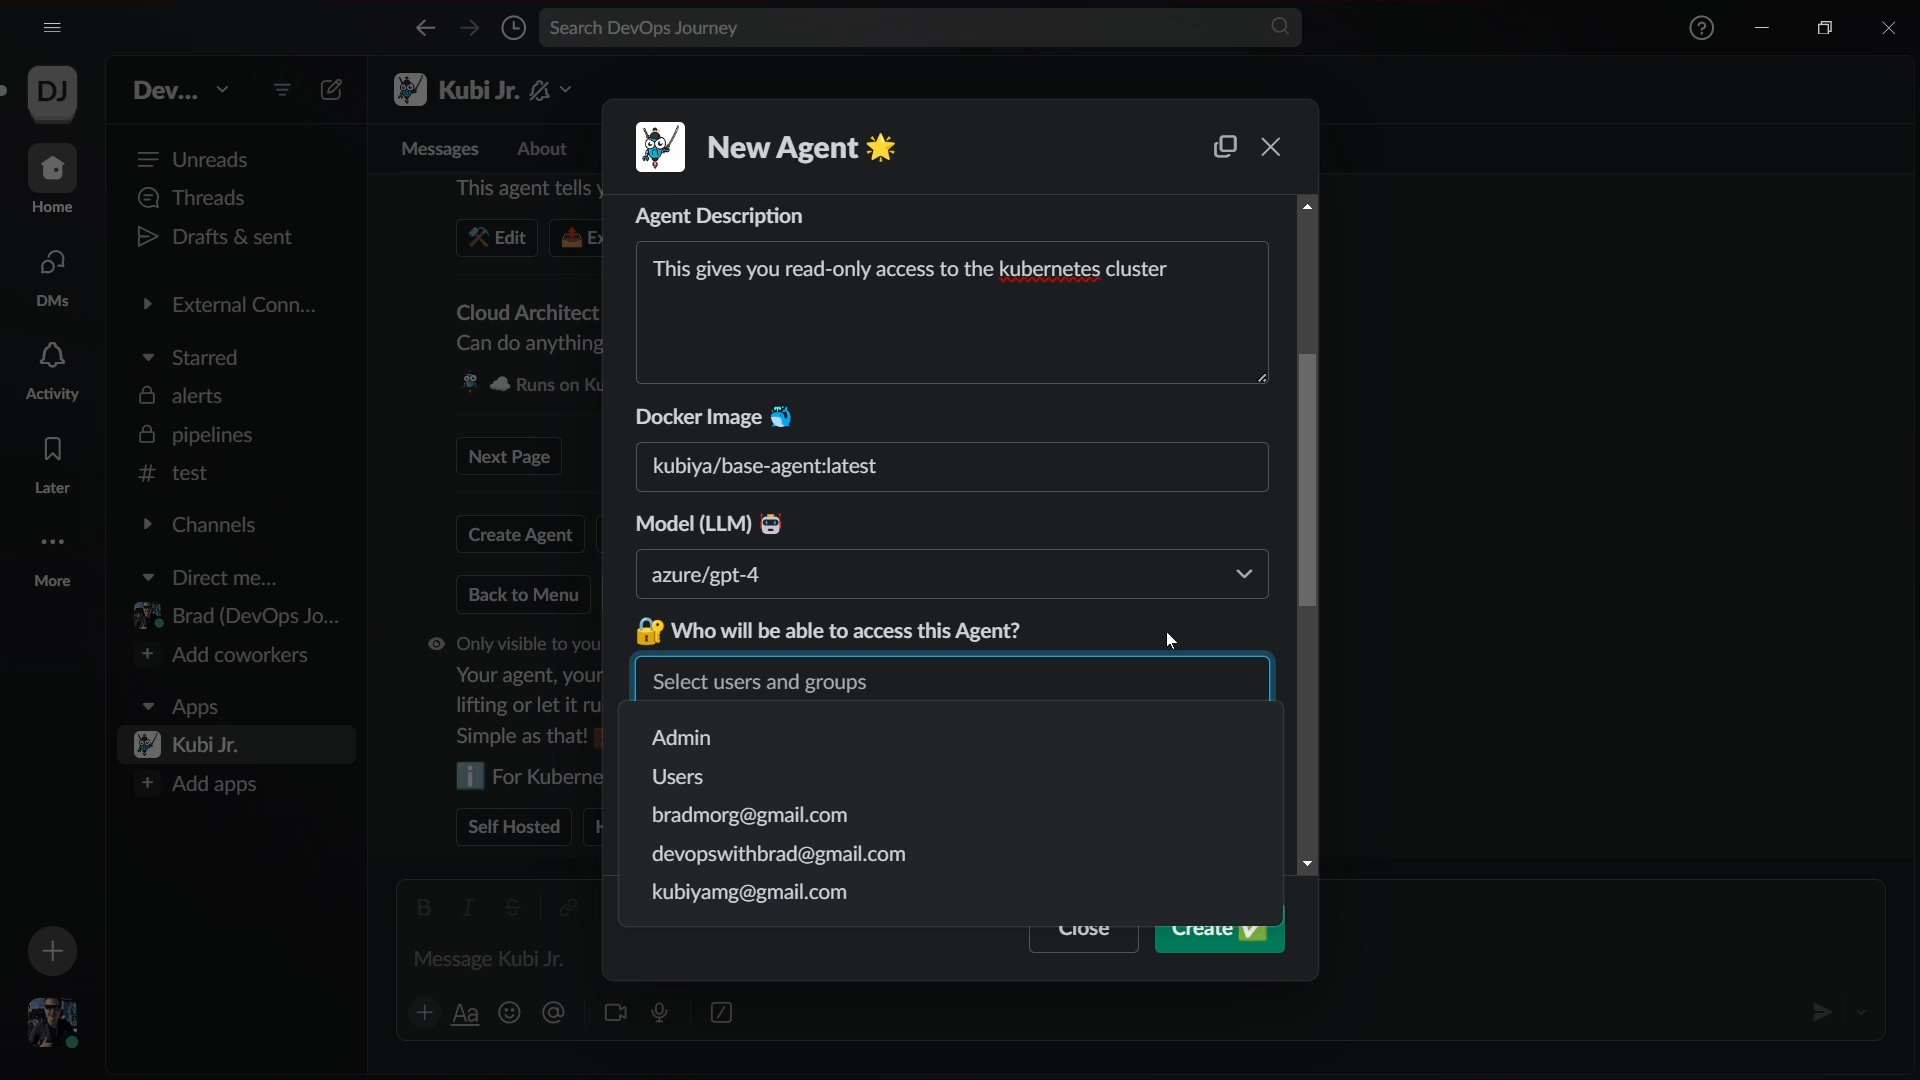 Search DevOps Journey
DJ
Dev...
Kubi Jr.
Home
DMs
Activity
Later
More
Unreads
Threads
Drafts & sent
External Conn...
Starred
alerts
pipelines
test
Channels
Direct me...
Brad (DevOps Jo...
Add coworkers
Apps
Kubi Jr.
Add apps
Messages
About
This agent tells
Edit
Cloud Architect
Can do anything
Runs on
Next Page
Create Agent
Back to Menu
Only visible to you
Your agent, your
lifting or let it
Simple as that!
For
Self Hosted
New Agent
Agent Description
This gives you read-only access to the kubernetes cluster
Docker Image
kubiya/base-agent:latest
Model (LLM)
azure/gpt-4
Who will be able to access this Agent?
Select users and groups
Admin
Users
bradmorg@gmail.com
devopswithbrad@gmail.com
kubiyamg@gmail.com
Close
Create
B I S
Message Kubi Jr.
Aa